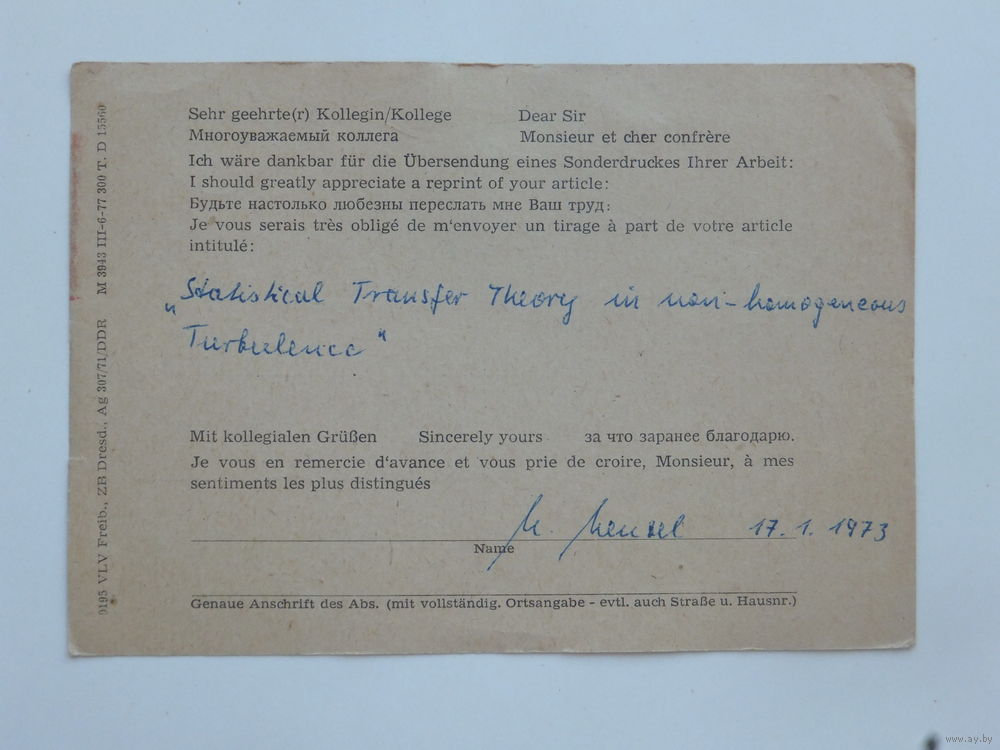 Sehr geehrte(r) Kollegin/Kollege Dear Sir
Многоуважаемый коллега Monsieur et cher confrère
Ich wäre dankbar für die Übersendung eines Sonderdruckes Ihrer Arbeit:
I should greatly appreciate a reprint of your article:
Будьте настолько любезны переслать мне Ваш труд:
Je vous serais très obligé de m'envoyer un tirage à part de votre article
intitulé:
„Statistical Transfer Theory in non-homogeneous
Turbulence"
Mit kollegialen Grüßen Sincerely yours за что заранее благодарю.
Je vous en remercie d'avance et vous prie de croire, Monsieur, à mes
sentiments les plus distingués
17. 1. 1973
Name
Genaue Anschrift des Abs. (mit vollständig. Ortsangabe - evtl. auch Straße u. Hausnr.)
9195 VLV Freib., ZB Dresd., Ag 307/71/DDR M 3943 III-6-77 300 T. D 15560
www.ay.by